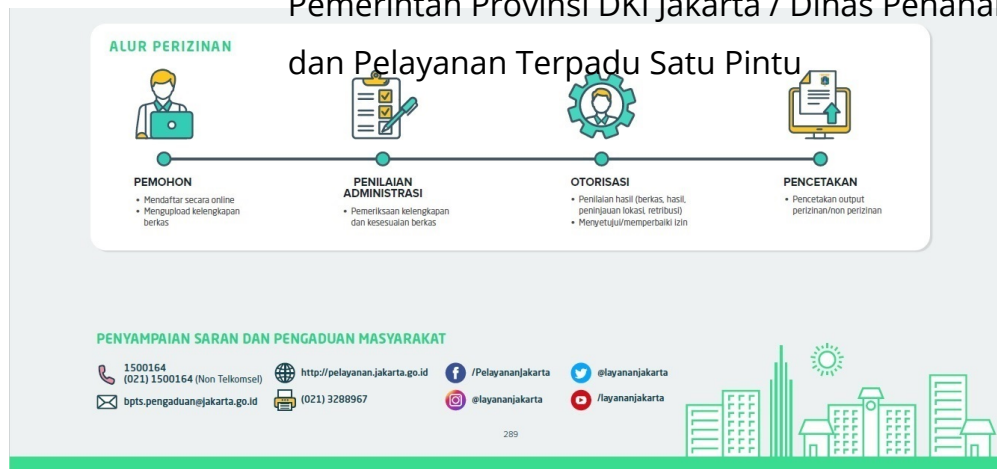 Pemerintah Provinsi DKI Jakarta / Dinas Penanam
dan Pelayanan Terpadu Satu Pintu
ALUR PERIZINAN
PEMOHON
• Mendaftar secara online
• Mengupload kelengkapan
berkas
PENILAIAN
ADMINISTRASI
• Pemeriksaan kelengkapan
dan kesesuaian berkas
OTORISASI
• Penilaian hasil (berkas, hasil,
peninjauan lokasi, retribusi)
• Menyetujui/memperbaiki izin
PENCETAKAN
• Pencetakan output
perizinan/non perizinan
PENYAMPAIAN SARAN DAN PENGADUAN MASYARAKAT
1500164
(021) 1500164 (Non Telkomsel)
bpts.pengaduan@jakarta.go.id
http://pelayanan.jakarta.go.id
(021) 3288967
/PelayananJakarta
@layananjakarta
@layananjakarta
/layananjakarta
289